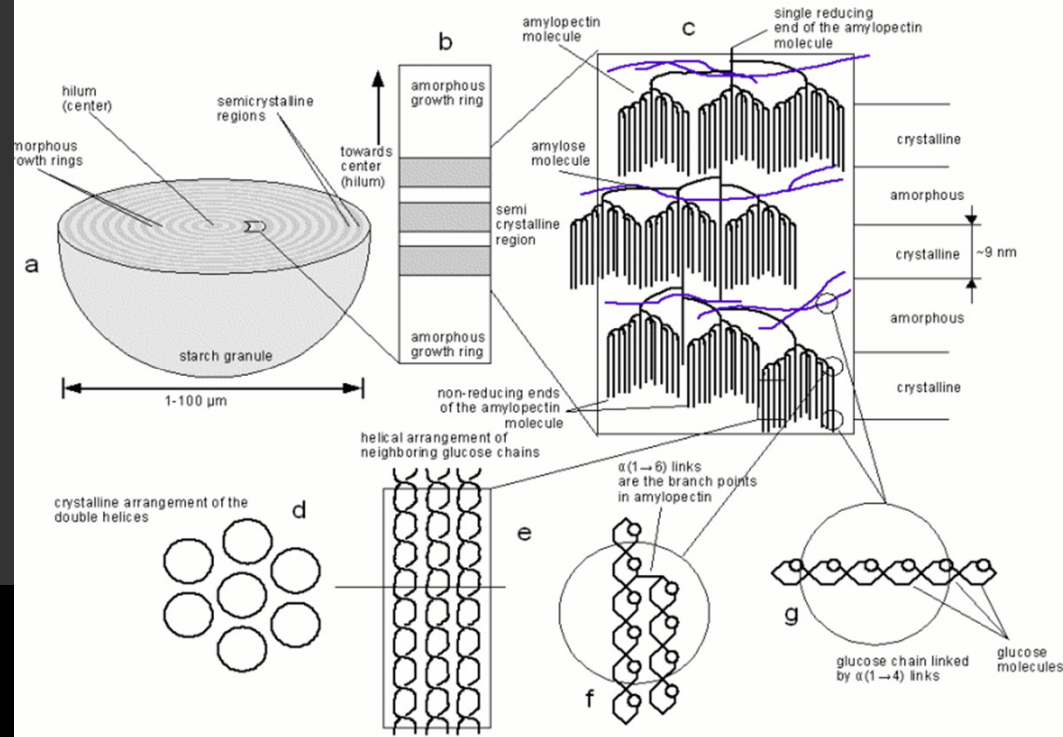 single reducing
end of the amylopectin
molecule
amylopectin
molecule
b
c
hilum
(center)
semicrystalline
regions
amorphous
growth ring
morphous
rowth rings
towards
center
(hilum)
amylose
molecule
crystalline
amorphous
semi
crystalline
region
crystalline
~9 nm
a
amorphous
starch granule
amorphous
growth ring
crystalline
1-100 µm
non-reducing ends
of the amylopectin
molecule
helical arrangement of
neighboring glucose chains
α(1→6) links
are the branch points
in amylopectin
crystalline arrangement of the
double helices
d
e
f
g
glucose chain linked
by α(1→4) links
glucose
molecules